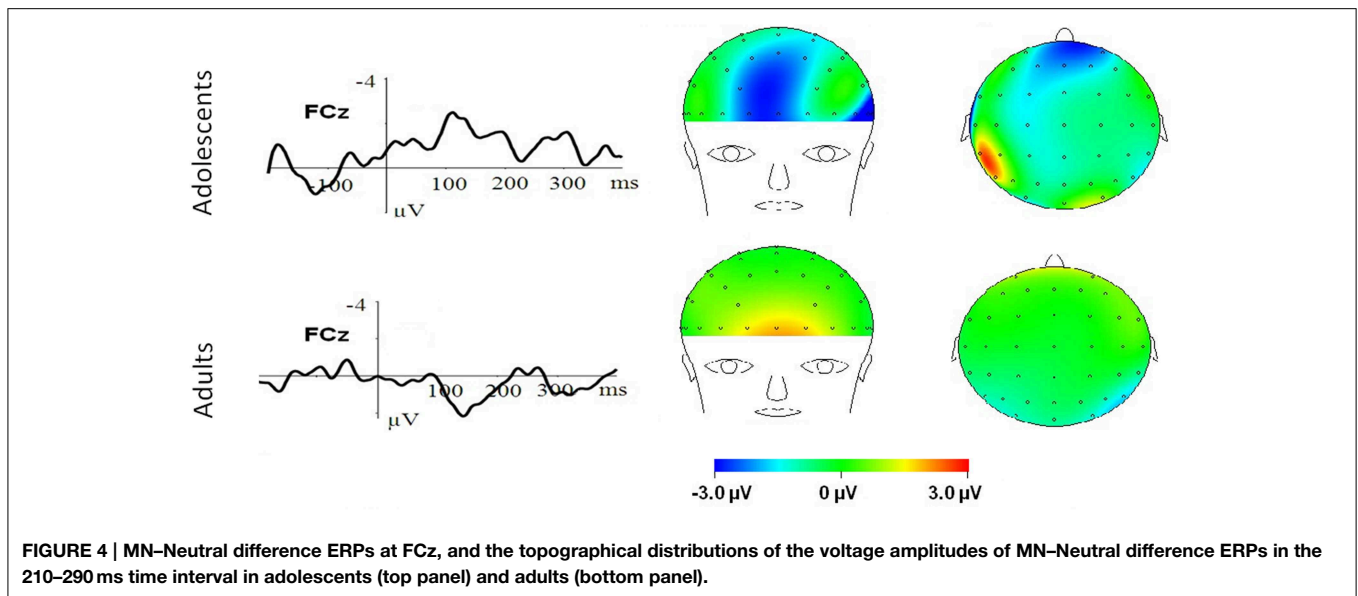 Adolescents
-4
FCz
-100
100
200
300
ms
μV
Adults
-4
FCz
100
200
300
ms
μV
-3.0 μV
0 μV
3.0 μV
FIGURE 4 | MN–Neutral difference ERPs at FCz, and the topographical distributions of the voltage amplitudes of MN–Neutral difference ERPs in the
210–290 ms time interval in adolescents (top panel) and adults (bottom panel).